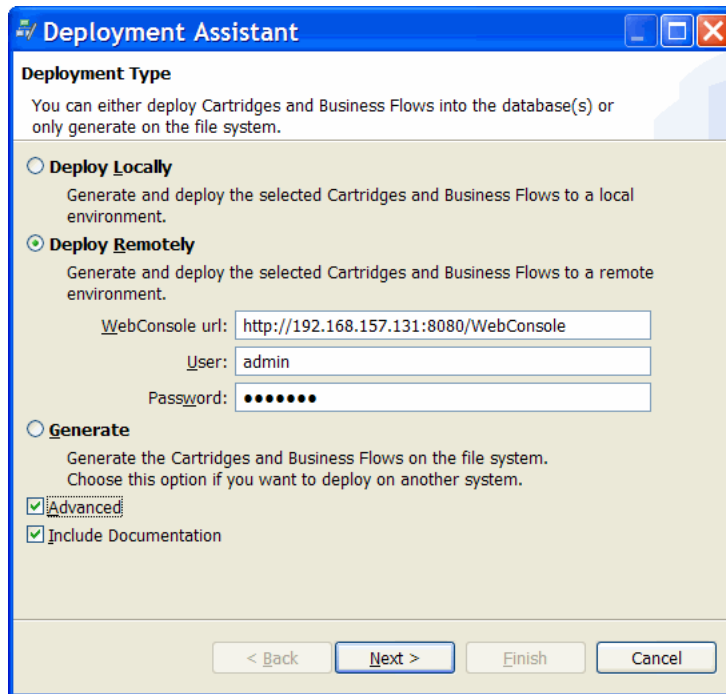 Deployment Assistant
Deployment Type
You can either deploy Cartridges and Business Flows into the database(s) or
only generate on the file system.
Deploy Locally
Generate and deploy the selected Cartridges and Business Flows to a local
environment.
Deploy Remotely
Generate and deploy the selected Cartridges and Business Flows to a remote
environment.
WebConsole url: http://192.168.157.131:8080/WebConsole
User: admin
Password: •••••••
Generate
Generate the Cartridges and Business Flows on the file system.
Choose this option if you want to deploy on another system.
Advanced
Include Documentation
< Back Next > Finish Cancel